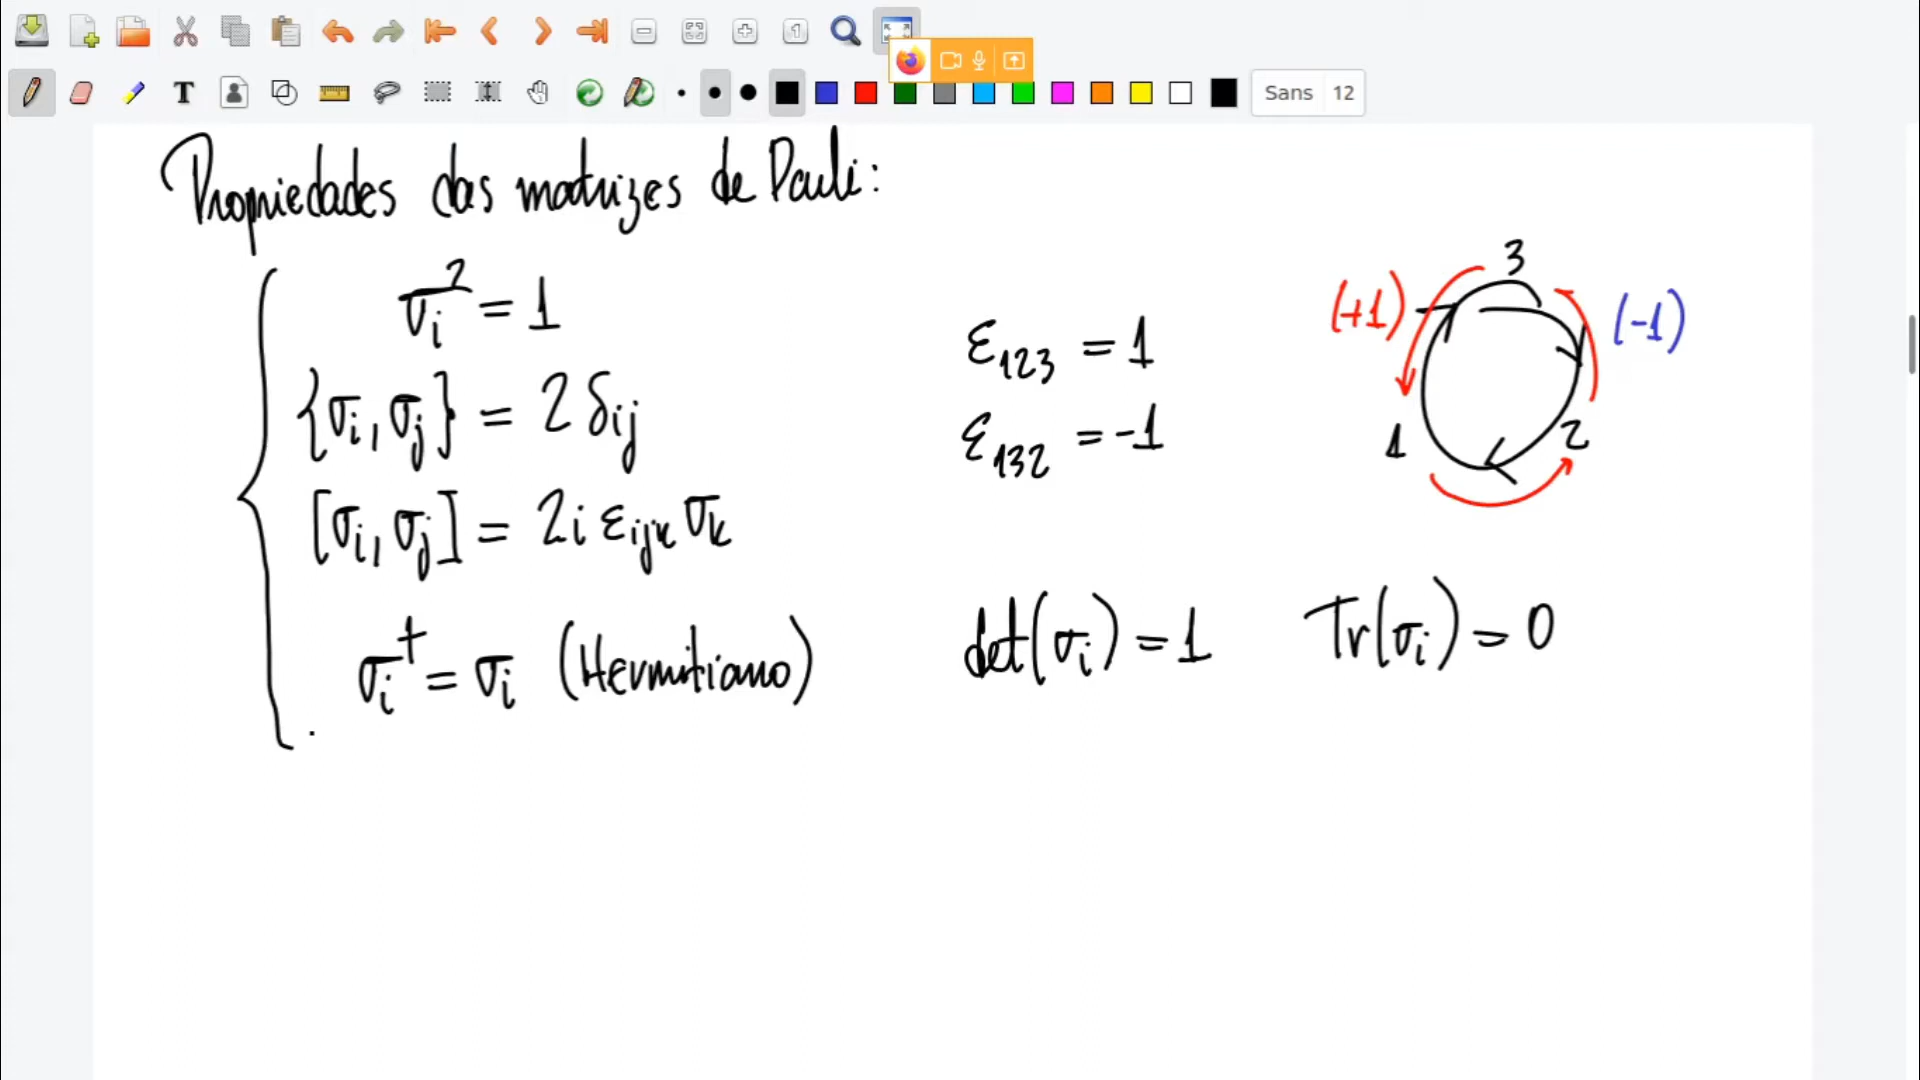 Sans 12
Propriedades das matrizes de Pauli:
σᵢ² = 1
{σᵢ, σⱼ} = 2 δᵢⱼ
[σᵢ, σⱼ] = 2i εᵢⱼₖ σₖ
σᵢ† = σᵢ (Hermitiano)
ε₁₂₃ = 1
ε₁₃₂ = -1
3
(+1) (-1)
1 2
det(σᵢ) = 1 Tr(σᵢ) = 0